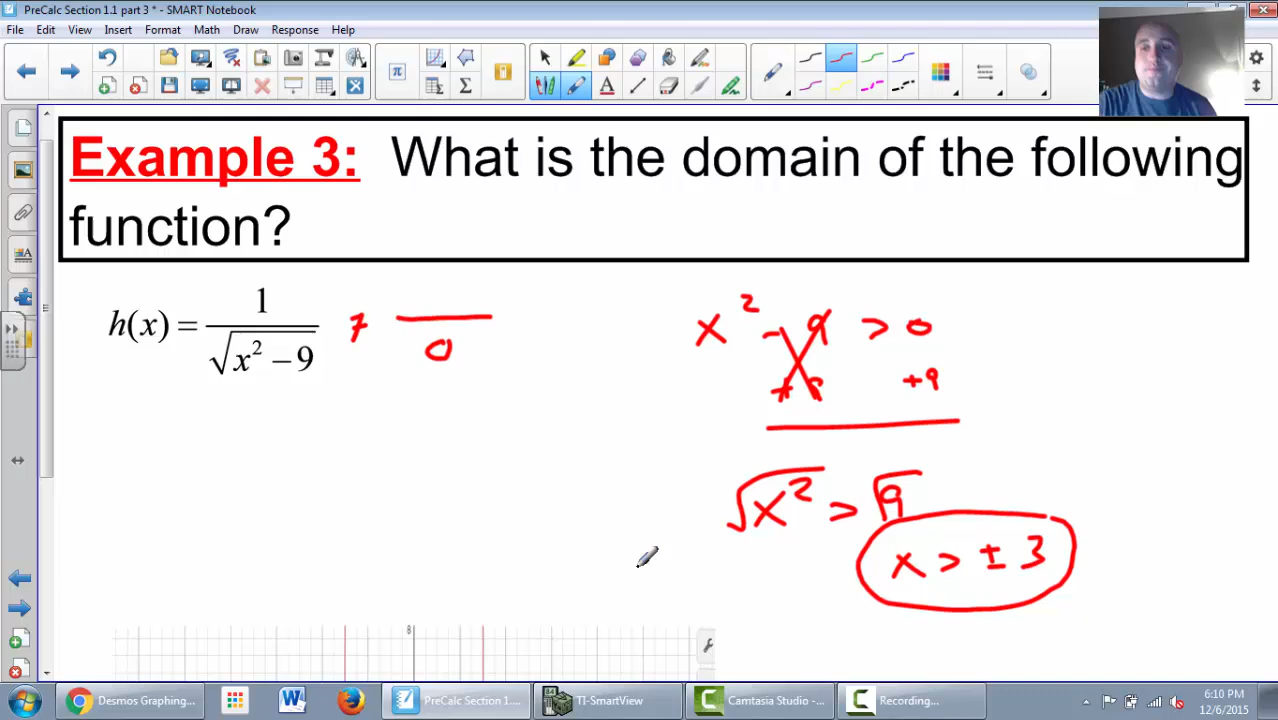 PreCalc Section 1.1 part 3 * - SMART Notebook
File Edit View Insert Format Math Draw Response Help
Example 3: What is the domain of the following
function?
h(x) = 1/√(x² − 9) ≠ —/0
x² - 9 > 0
+9 +9
√x² > √9
x > ± 3
8
Desmos Graphing... PreCalc Section 1.1 ... TI-SmartView Camtasia Studio -... Recording...
6:10 PM
12/6/2015